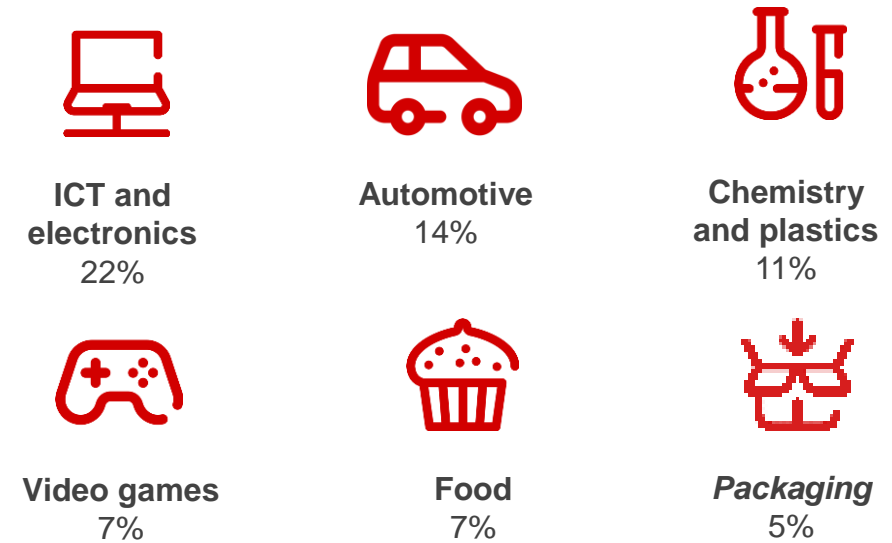 ICT and
electronics
22%
Automotive
14%
Chemistry
and plastics
11%
Video games
7%
Food
7%
Packaging
5%